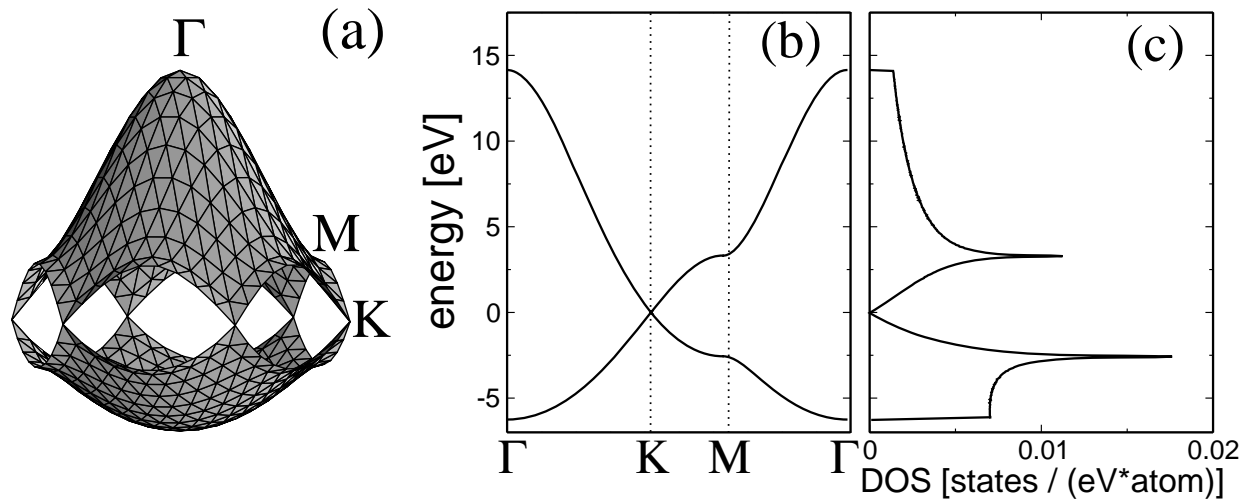 (a)
Γ
M
K
(b)
energy [eV]
15
10
5
0
-5
Γ K M Γ
(c)
0 0.01 0.02
DOS [states / (eV*atom)]